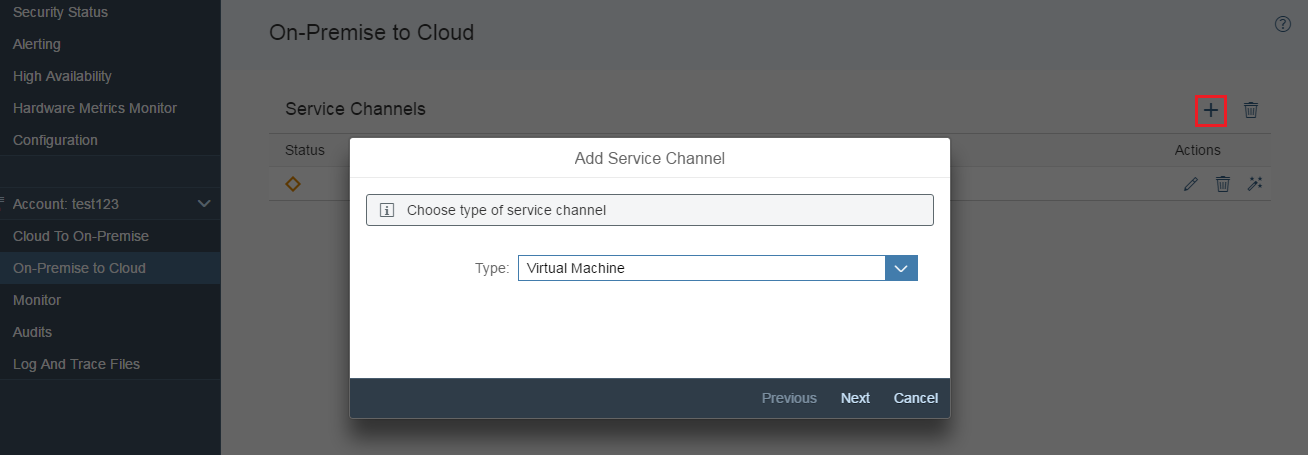 Security Status
Alerting
High Availability
Hardware Metrics Monitor
Configuration
Account: test123
Cloud To On-Premise
On-Premise to Cloud
Monitor
Audits
Log And Trace Files
On-Premise to Cloud
?
Service Channels
Status
Actions
Add Service Channel
i Choose type of service channel
Type: Virtual Machine
Previous Next Cancel